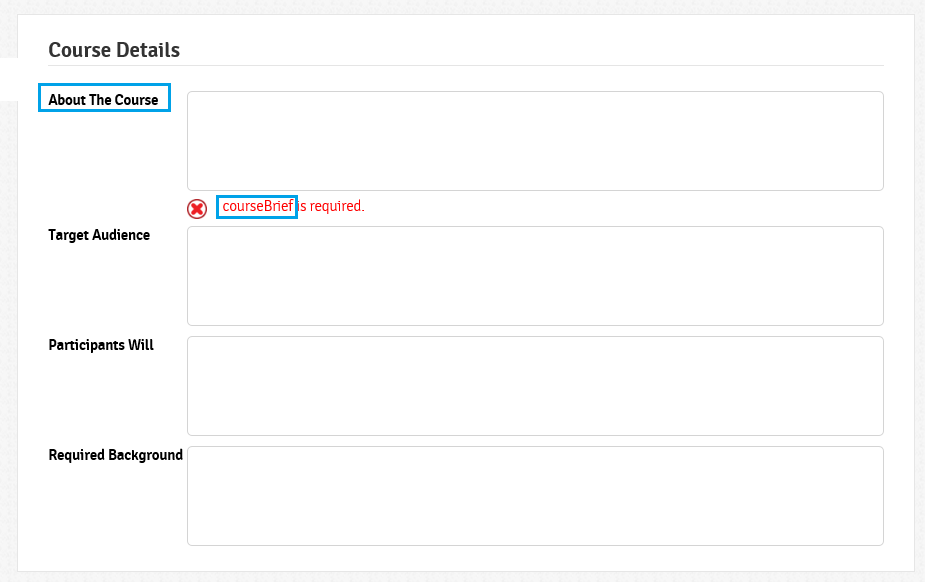 Course Details
About The Course
courseBrief is required.
Target Audience
Participants Will
Required Background